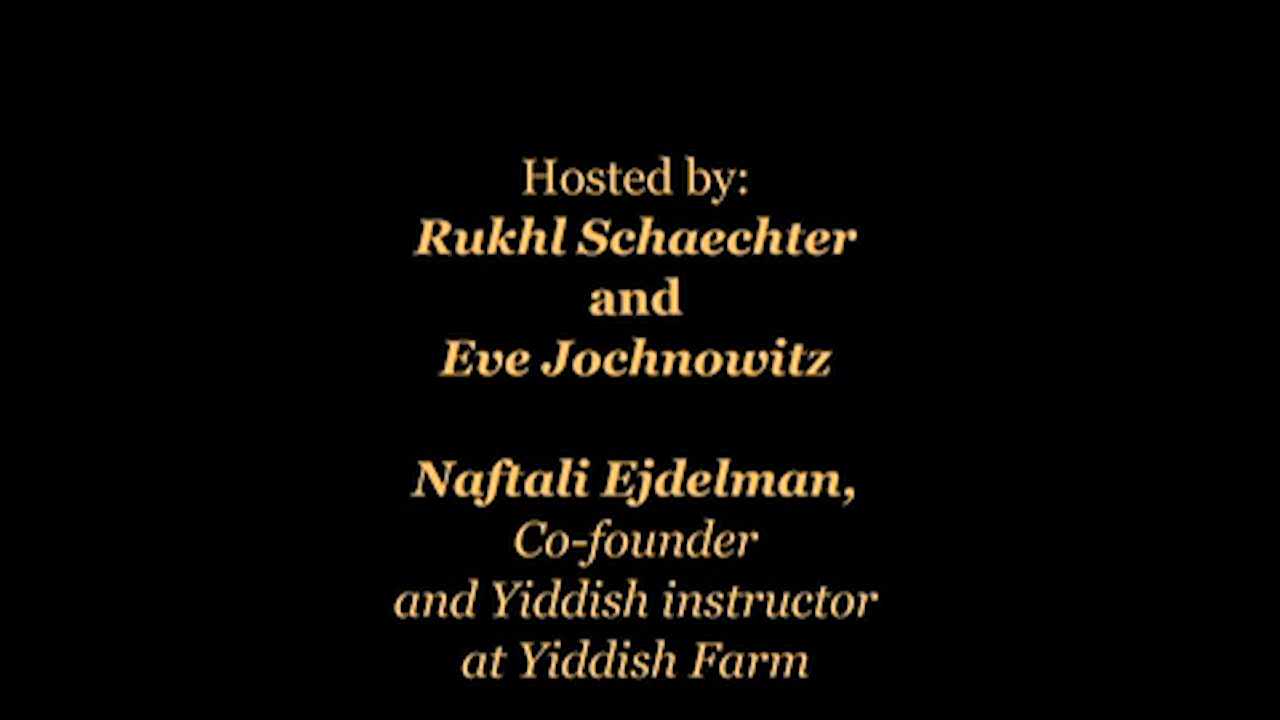 Hosted by:
Rukhl Schaechter
and
Eve Jochnowitz
Naftali Ejdelman,
Co-founder
and Yiddish instructor
at Yiddish Farm